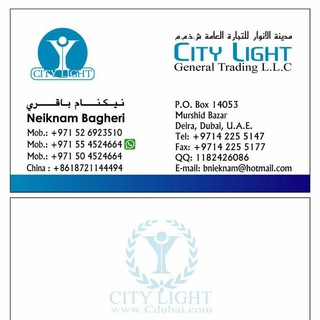 CITY LIGHT
مدينة الانوار للتجارة العامة ش.ذ.م.م
CITY LIGHT
General Trading L.L.C
نيكنام باقري
Neiknam Bagheri
Mob.: +971 52 6923510
Mob.: +971 55 4524664
Mob.: +971 50 4524664
China : +8618721144494
P.O. Box 14053
Murshid Bazar
Deira, Dubai, U.A.E.
Tel: +9714 225 5147
Fax: +9714 225 5177
QQ: 1182426086
E-mail: bnieknam@hotmail.com
CITY LIGHT
www.Cdubai.com